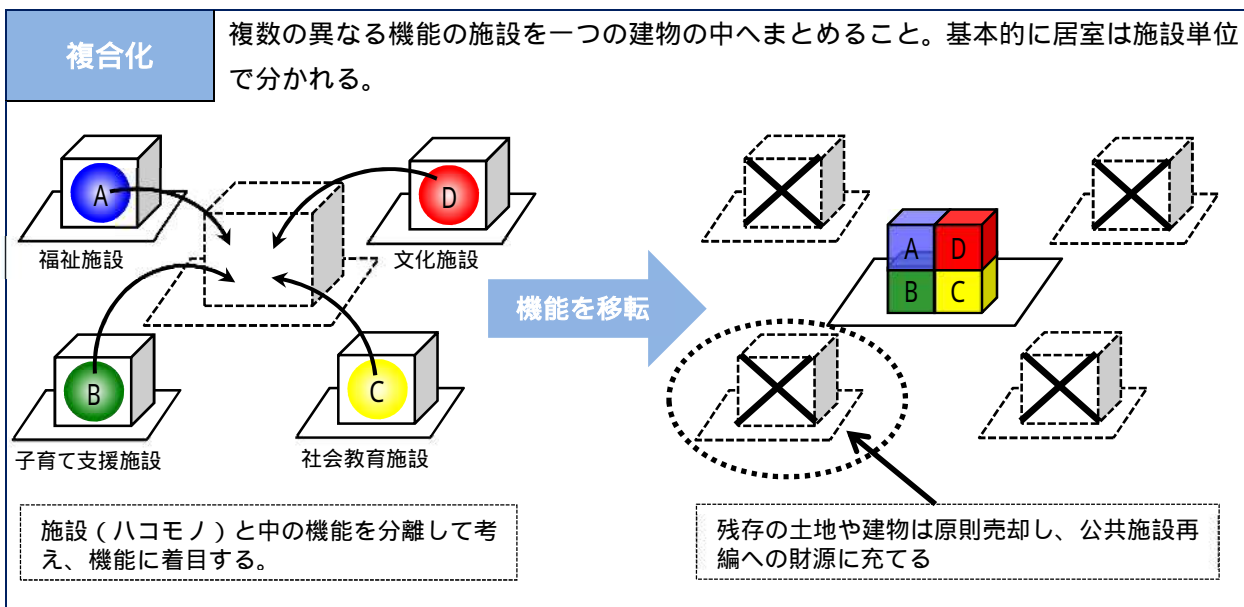 複合化
複数の異なる機能の施設を一つの建物の中へまとめること。基本的に居室は施設単位
で分かれる。
A
D
福祉施設
文化施設
B
C
子育て支援施設
社会教育施設
機能を移転
A D
B C
施設（ハコモノ）と中の機能を分離して考
え、機能に着目する。
残存の土地や建物は原則売却し、公共施設再
編への財源に充てる